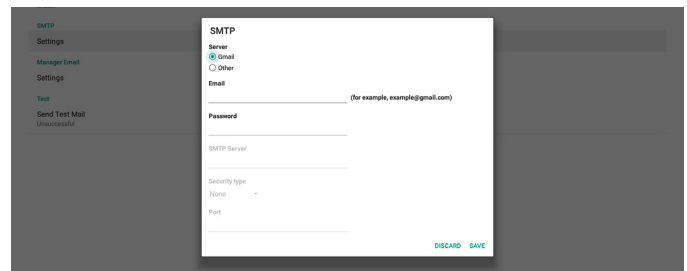 SMTP
Settings
Manager Email
Settings
Test
Send Test Mail
Unsuccessful
SMTP
Server
Gmail
Other
Email
(for example, example@gmail.com)
Password
SMTP Server
Security type
None
Port
DISCARD SAVE